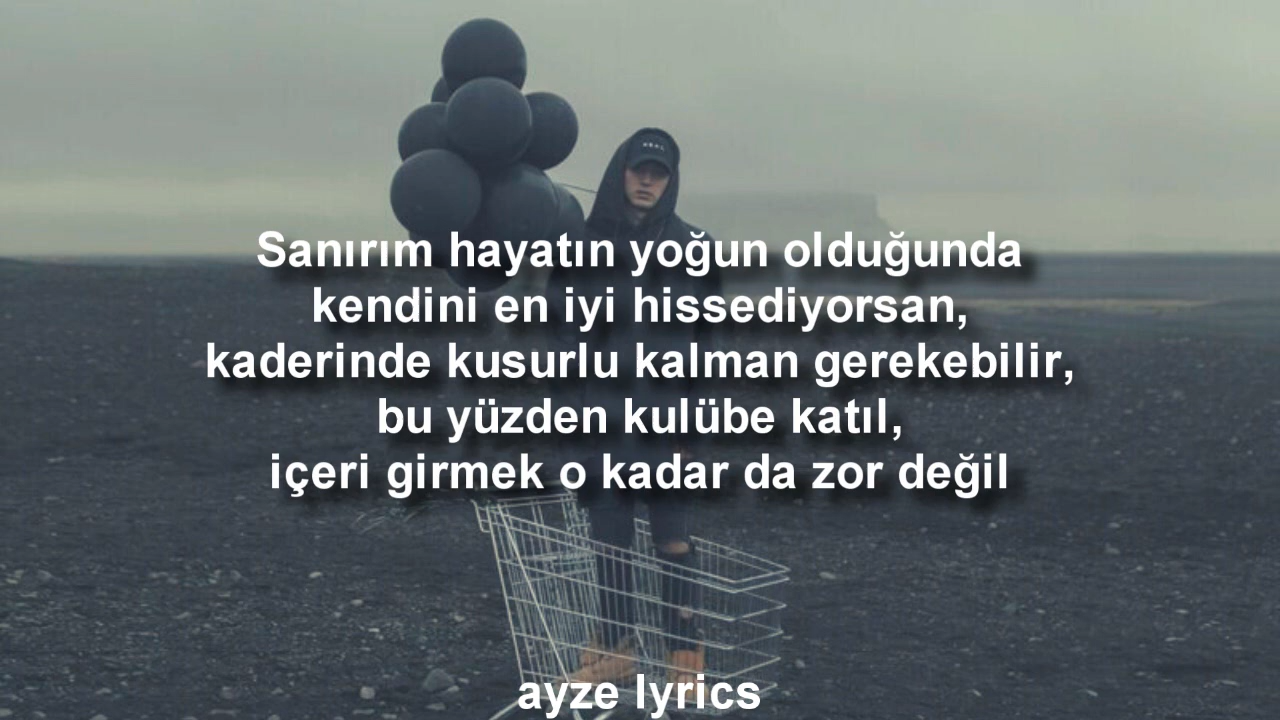 Sanırım hayatın yoğun olduğunda
kendini en iyi hissediyorsan,
kaderinde kusurlu kalman gerekebilir,
bu yüzden kulübe katıl,
içeri girmek o kadar da zor değil
ayze lyrics